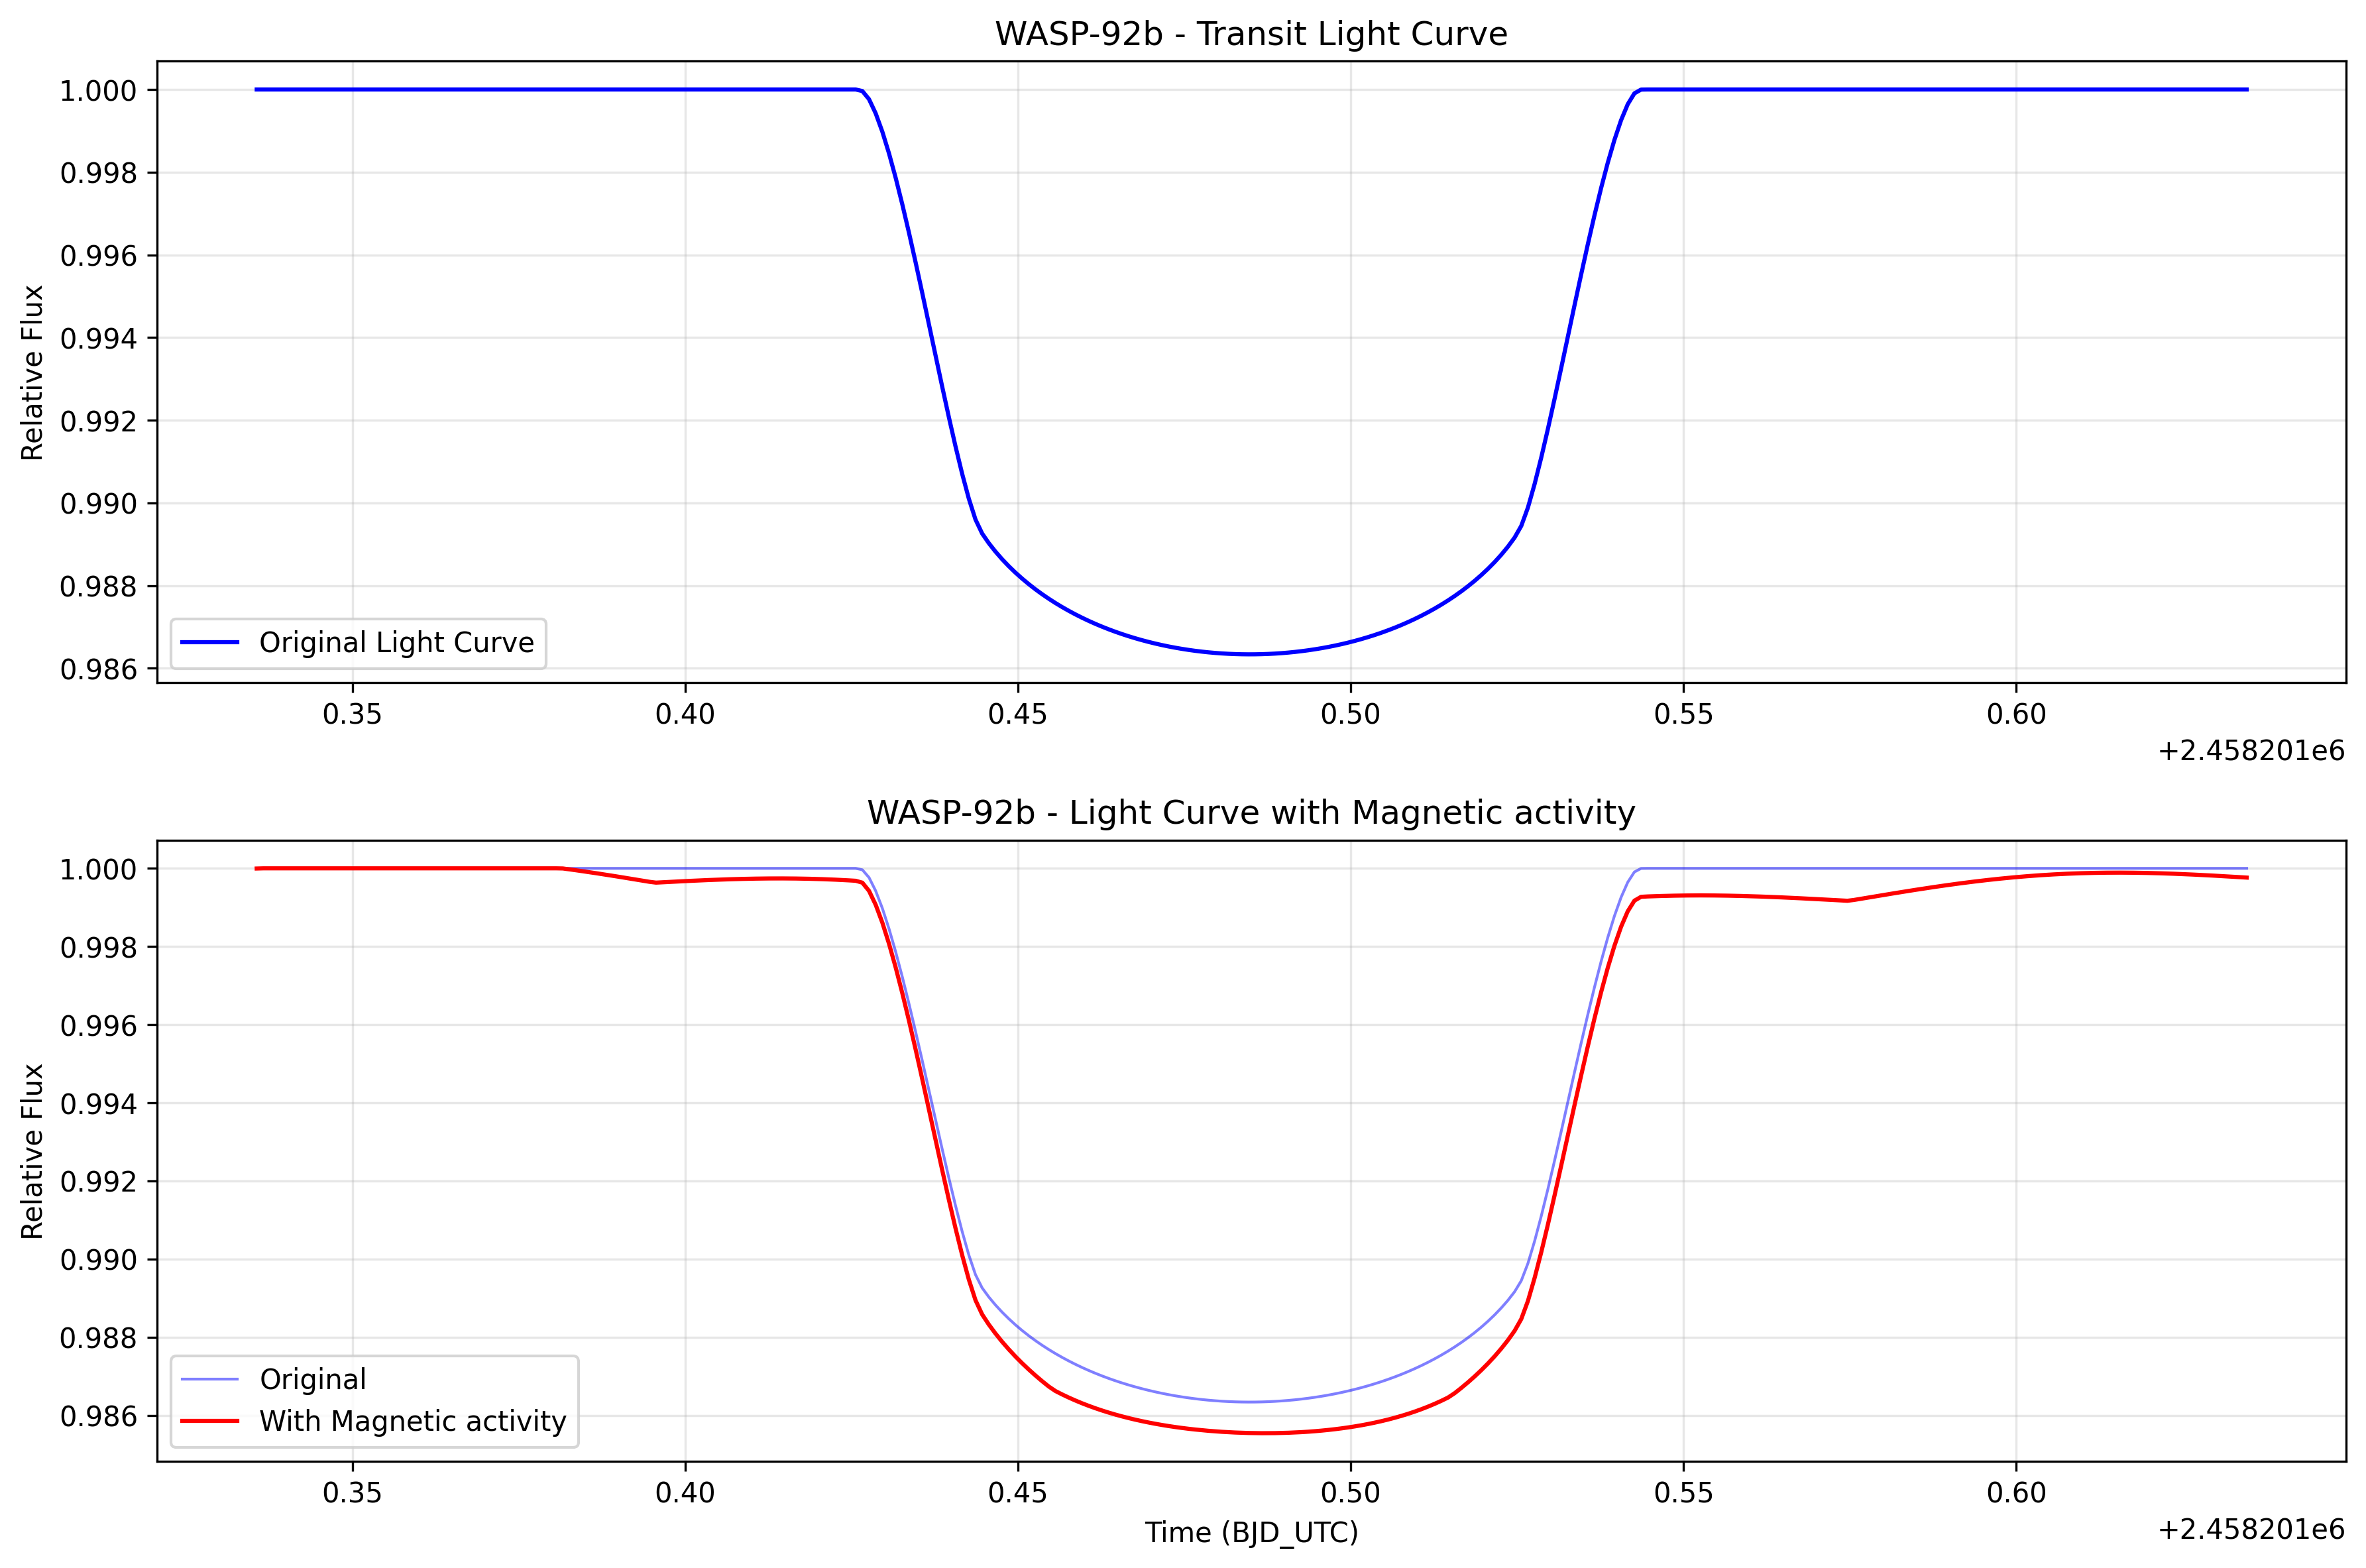 WASP-92b - Transit Light Curve
Relative Flux
1.000
0.998
0.996
0.994
0.992
0.990
0.988
0.986
Original Light Curve
0.35 0.40 0.45 0.50 0.55 0.60
+2.458201e6
WASP-92b - Light Curve with Magnetic activity
Relative Flux
1.000
0.998
0.996
0.994
0.992
0.990
0.988
0.986
Original
With Magnetic activity
0.35 0.40 0.45 0.50 0.55 0.60
Time (BJD_UTC)
+2.458201e6